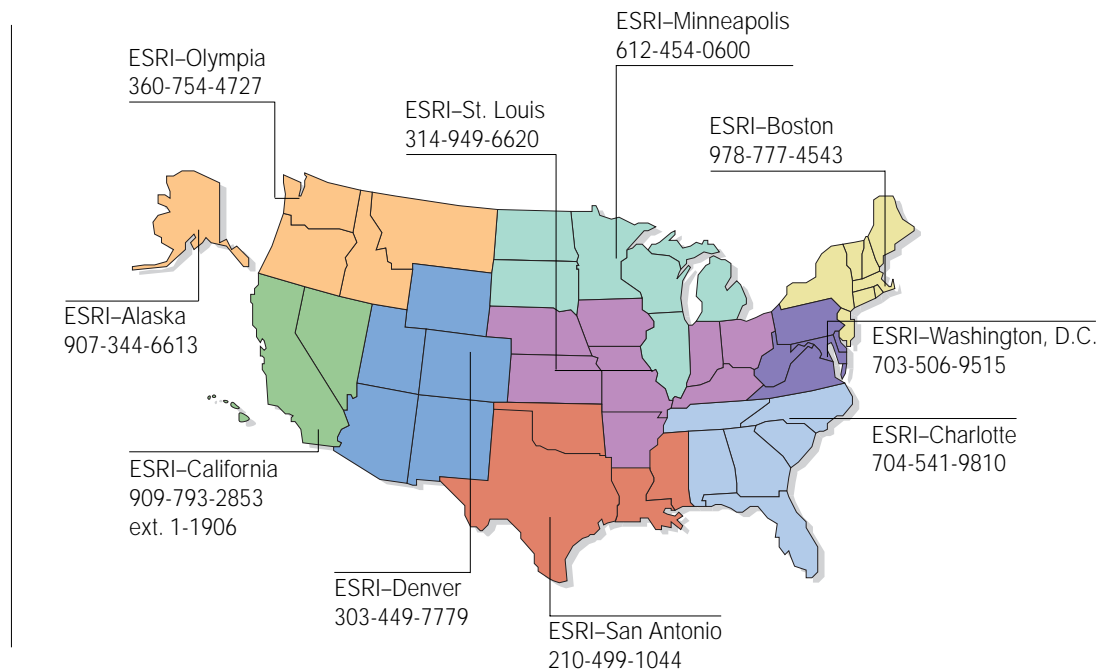 ESRI–Minneapolis
612-454-0600
ESRI–Olympia
360-754-4727
ESRI–St. Louis
314-949-6620
ESRI–Boston
978-777-4543
ESRI–Alaska
907-344-6613
ESRI–Washington, D.C.
703-506-9515
ESRI–Charlotte
704-541-9810
ESRI–California
909-793-2853
ext. 1-1906
ESRI–Denver
303-449-7779
ESRI–San Antonio
210-499-1044